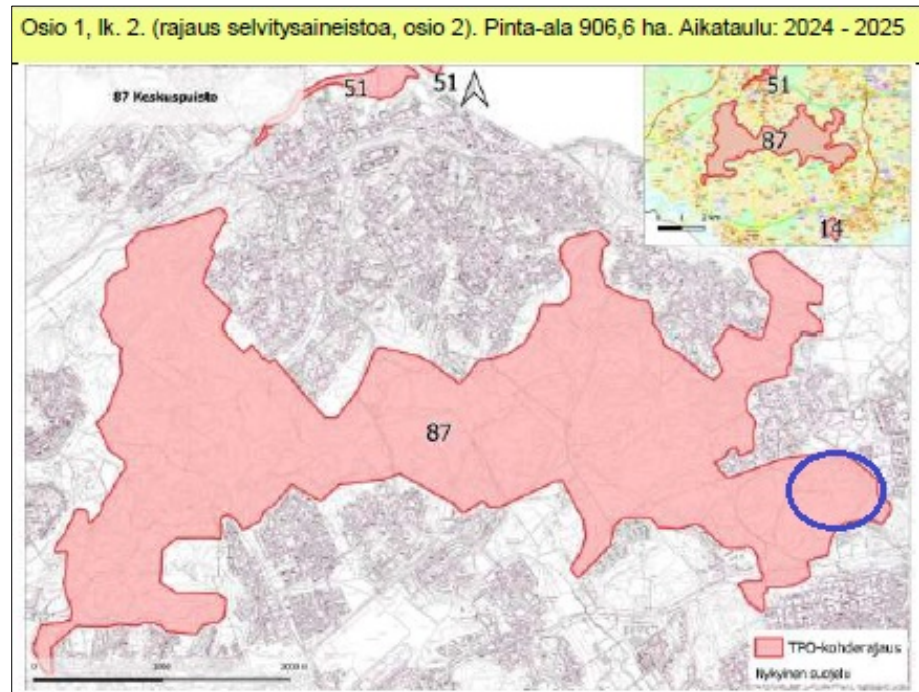 Osio 1, lk. 2. (rajaus selvitysaineistoa, osio 2). Pinta-ala 906,6 ha. Aikataulu: 2024 - 2025
87 Keskuspuisto
51
51
51
87
14
87
TPO-kohderajaus
Nykyinen suojelu
0